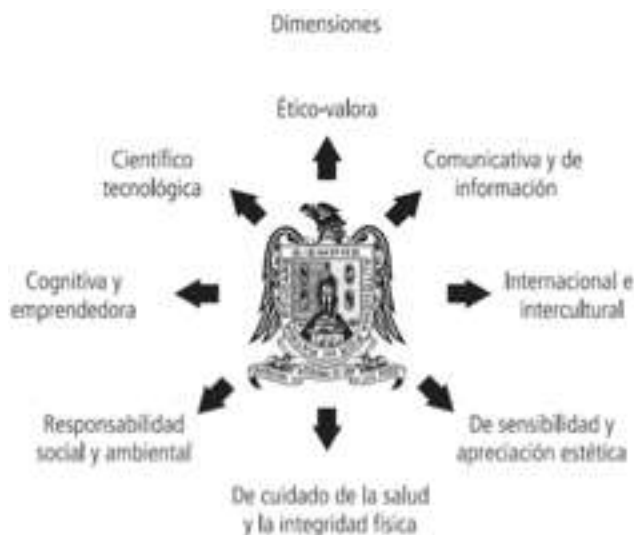 Dimensiones
Ético-valora
Científico
tecnológica
Comunicativa y de
información
Cognitiva y
emprendedora
Internacional e
intercultural
Responsabilidad
social y ambiental
De sensibilidad y
apreciación estética
De cuidado de la salud
y la integridad física